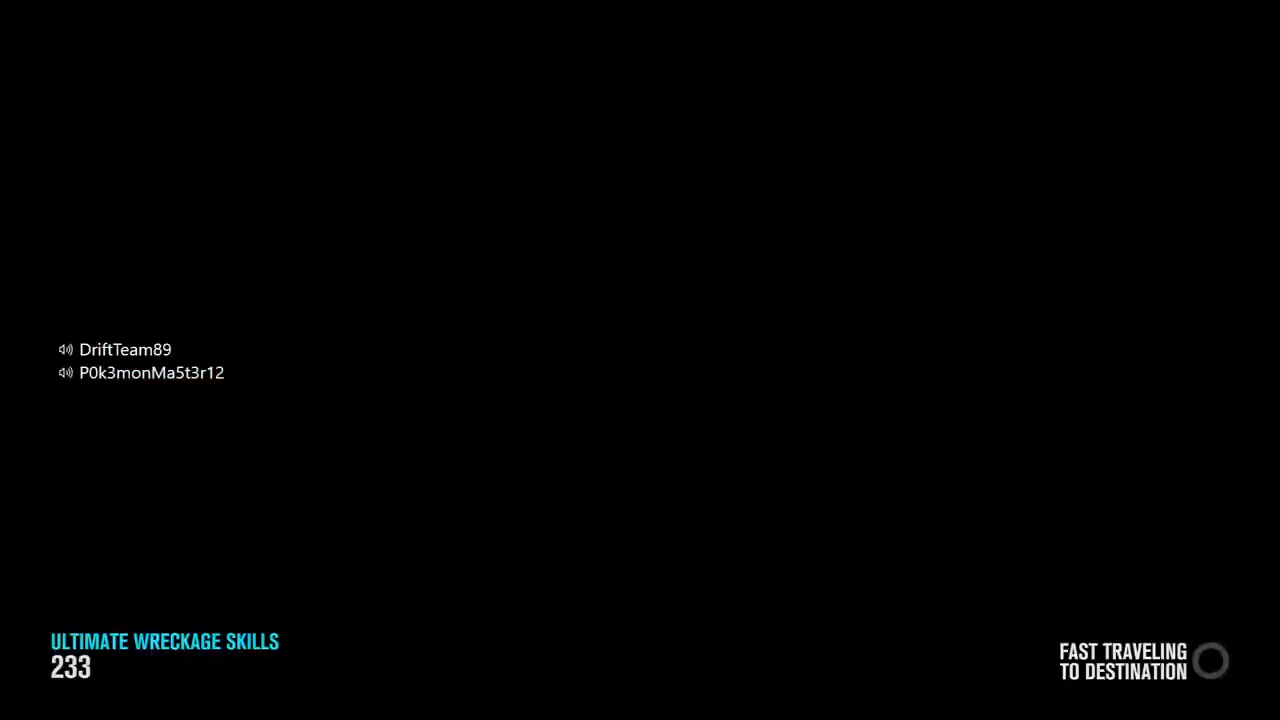 DriftTeam89
P0k3monMa5t3r12
ULTIMATE WRECKAGE SKILLS
233
FAST TRAVELING
TO DESTINATION